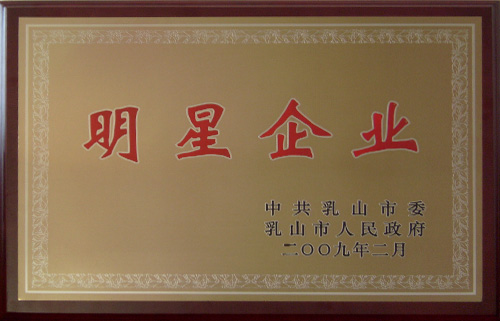 明星企业
中共乳山市委
乳山市人民政府
二〇〇九年二月